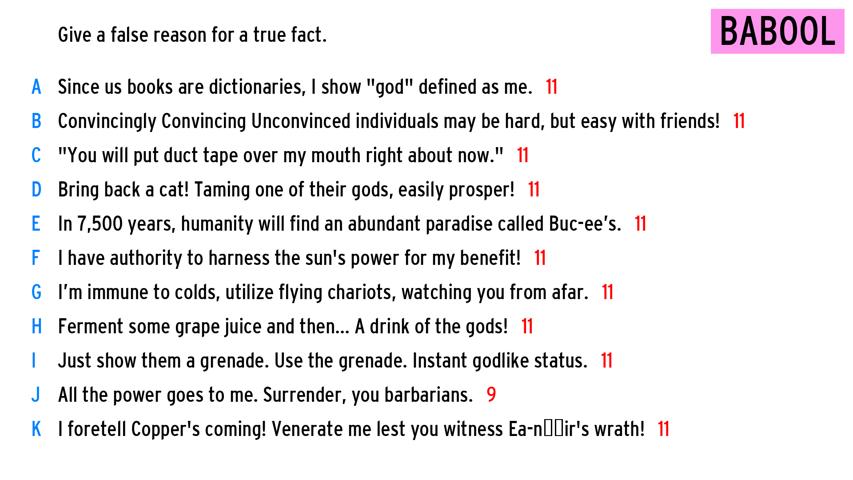 Give a false reason for a true fact.
BABOOL
A Since us books are dictionaries, I show "god" defined as me. 11
B Convincingly Convincing Unconvinced individuals may be hard, but easy with friends! 11
C "You will put duct tape over my mouth right about now." 11
D Bring back a cat! Taming one of their gods, easily prosper! 11
E In 7,500 years, humanity will find an abundant paradise called Buc-ee’s. 11
F I have authority to harness the sun's power for my benefit! 11
G I’m immune to colds, utilize flying chariots, watching you from afar. 11
H Ferment some grape juice and then... A drink of the gods! 11
I Just show them a grenade. Use the grenade. Instant godlike status. 11
J All the power goes to me. Surrender, you barbarians. 9
K I foretell Copper's coming! Venerate me lest you witness Ea-n▯▯ir's wrath! 11